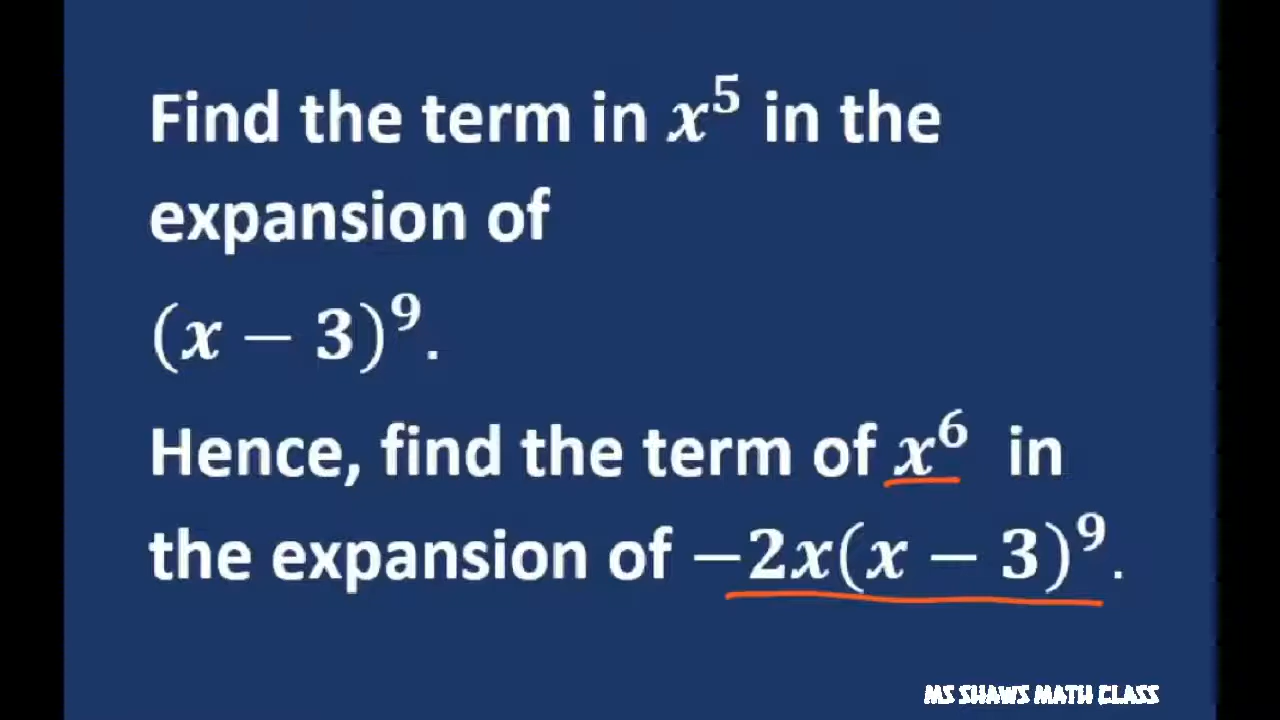 Find the term in x⁵ in the
expansion of
(x − 3)⁹.
Hence, find the term of x⁶ in
the expansion of −2x(x − 3)⁹.
MS SHAWS MATH CLASS